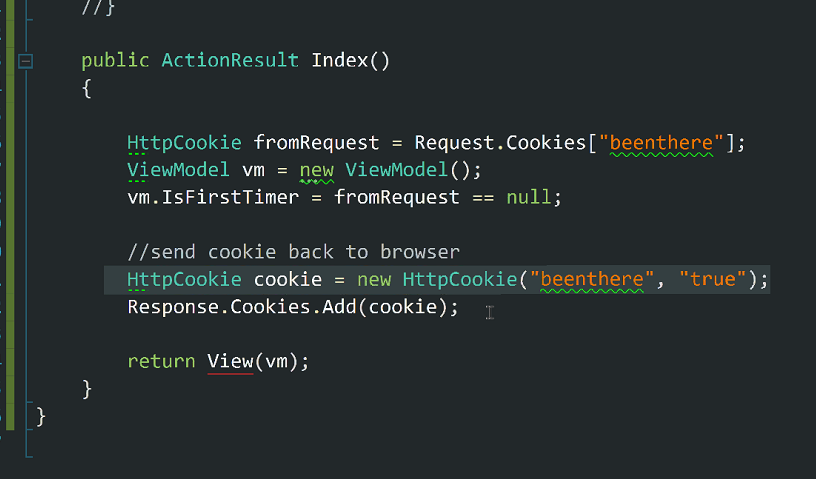 //}
public ActionResult Index()
{
HttpCookie fromRequest = Request.Cookies["beenthere"];
ViewModel vm = new ViewModel();
vm.IsFirstTimer = fromRequest == null;
//send cookie back to browser
HttpCookie cookie = new HttpCookie("beenthere", "true");
Response.Cookies.Add(cookie);
return View(vm);
}
}